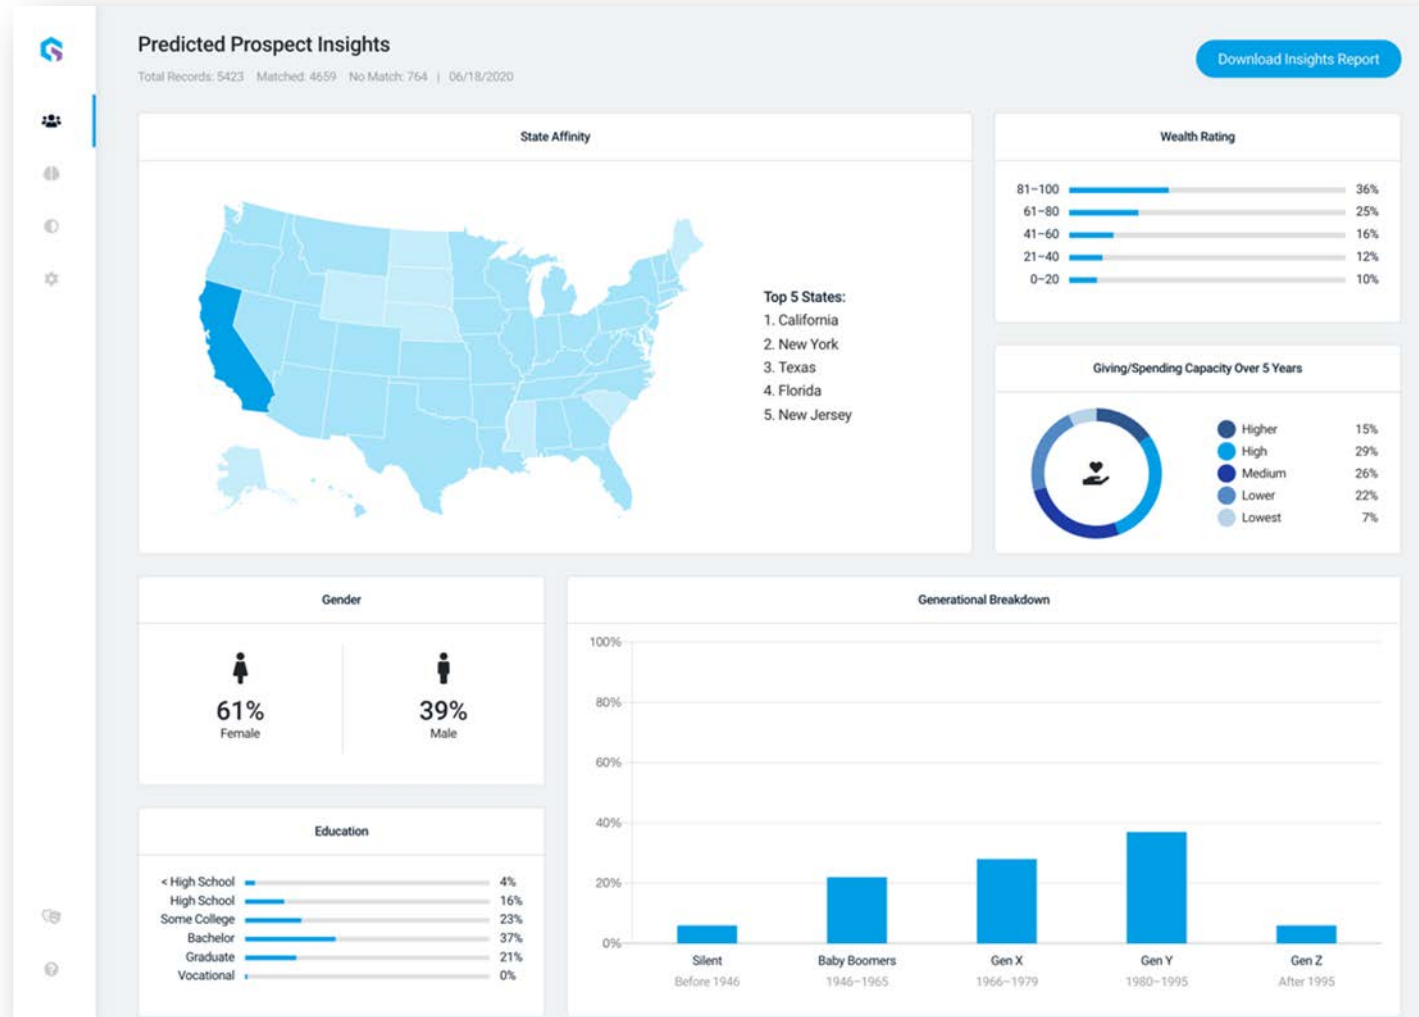 Predicted Prospect Insights
Total Records: 5423 Matched: 4659 No Match: 764 | 06/18/2020
Download Insights Report
State Affinity
Top 5 States:
1. California
2. New York
3. Texas
4. Florida
5. New Jersey
Wealth Rating
81–100 36%
61–80 25%
41–60 16%
21–40 12%
0–20 10%
Giving/Spending Capacity Over 5 Years
Higher 15%
High 29%
Medium 26%
Lower 22%
Lowest 7%
Gender
61% 39%
Female Male
Education
< High School 4%
High School 16%
Some College 23%
Bachelor 37%
Graduate 21%
Vocational 0%
Generational Breakdown
100%
80%
60%
40%
20%
0%
Silent Baby Boomers Gen X Gen Y Gen Z
Before 1946 1946–1965 1966–1979 1980–1995 After 1995